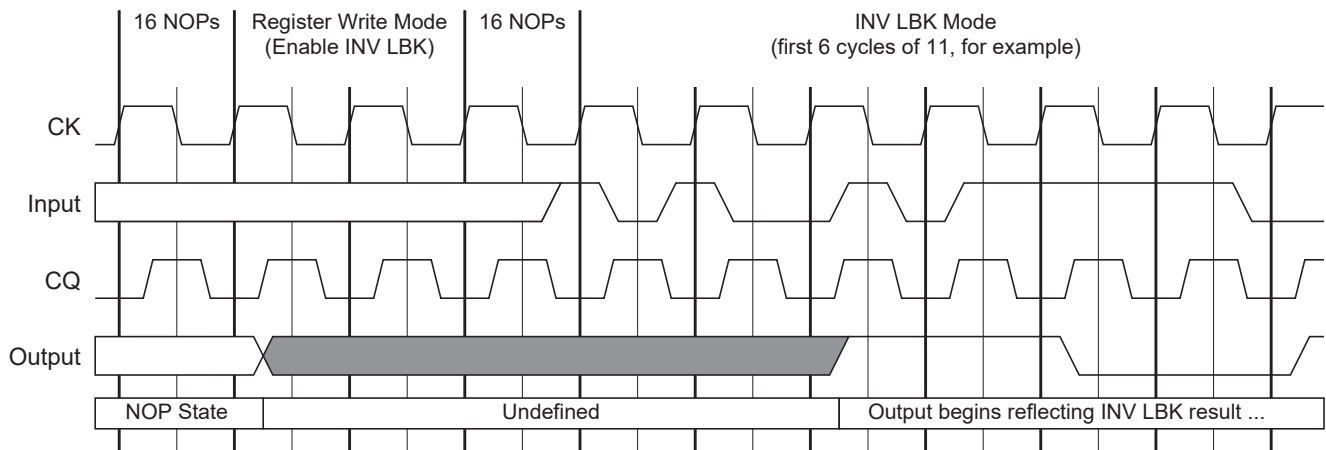 16 NOPs
Register Write Mode
(Enable INV LBK)
16 NOPs
INV LBK Mode
(first 6 cycles of 11, for example)
CK
Input
CQ
Output
NOP State
Undefined
Output begins reflecting INV LBK result ...